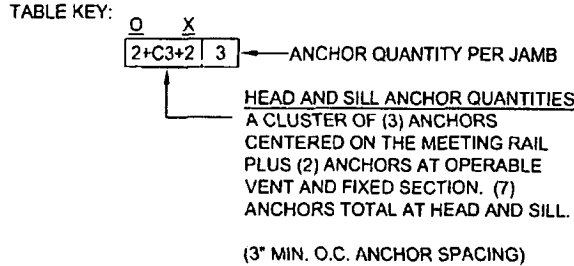 TABLE KEY:
O X
2+C3+2 3 ANCHOR QUANTITY PER JAMB
HEAD AND SILL ANCHOR QUANTITIES
A CLUSTER OF (3) ANCHORS
CENTERED ON THE MEETING RAIL
PLUS (2) ANCHORS AT OPERABLE
VENT AND FIXED SECTION. (7)
ANCHORS TOTAL AT HEAD AND SILL.
(3" MIN. O.C. ANCHOR SPACING)